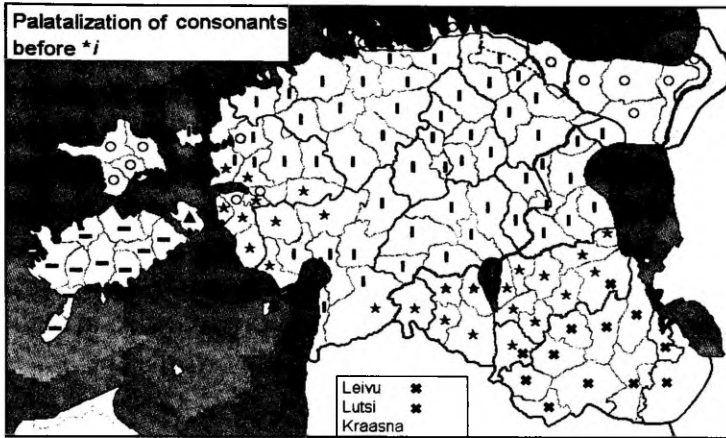 Palatalization of consonants
before *i
Leivu ✖
Lutsi ✖
Kraasna